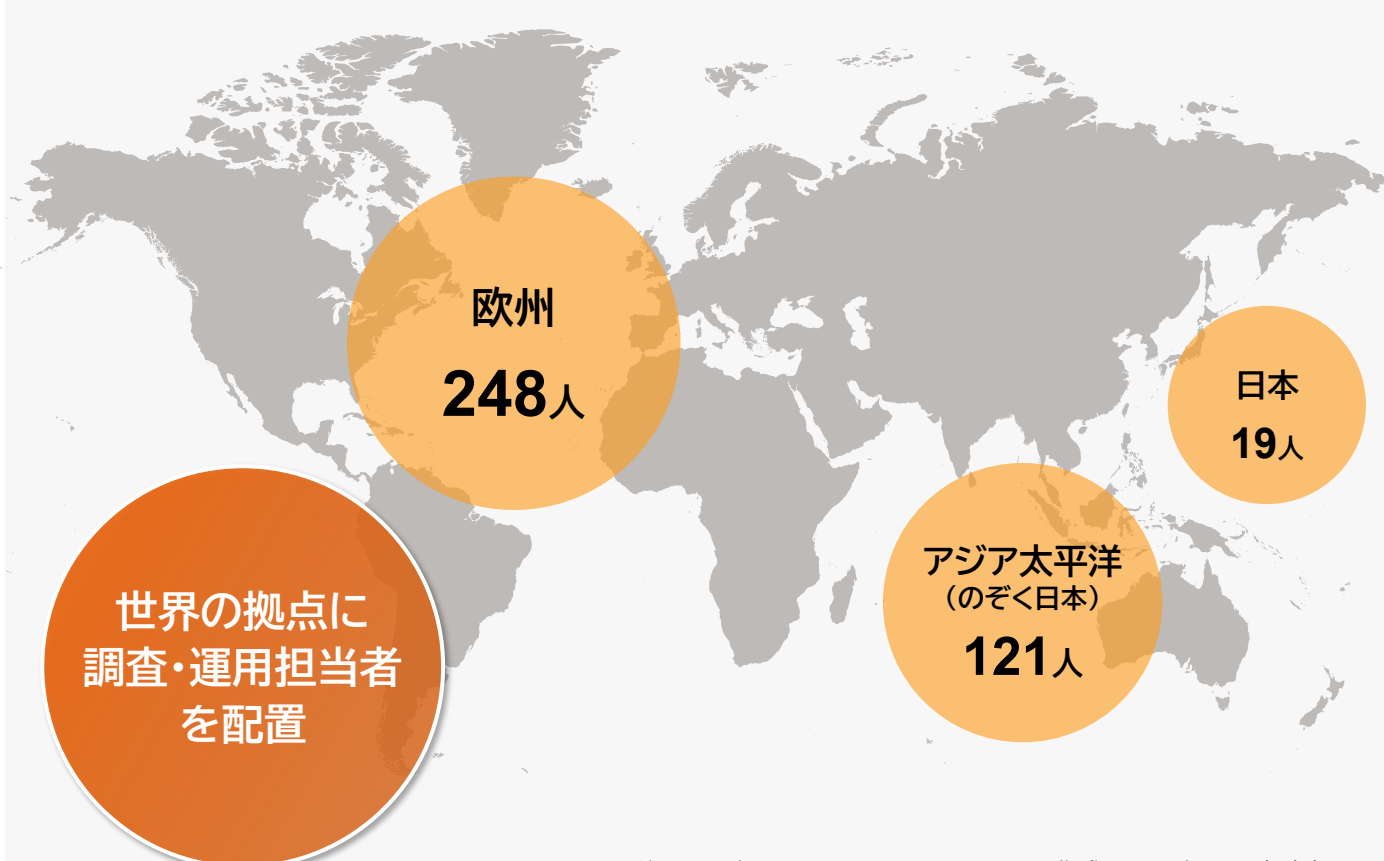 欧州
248人
日本
19人
アジア太平洋
（のぞく日本）
121人
世界の拠点に
調査・運用担当者
を配置